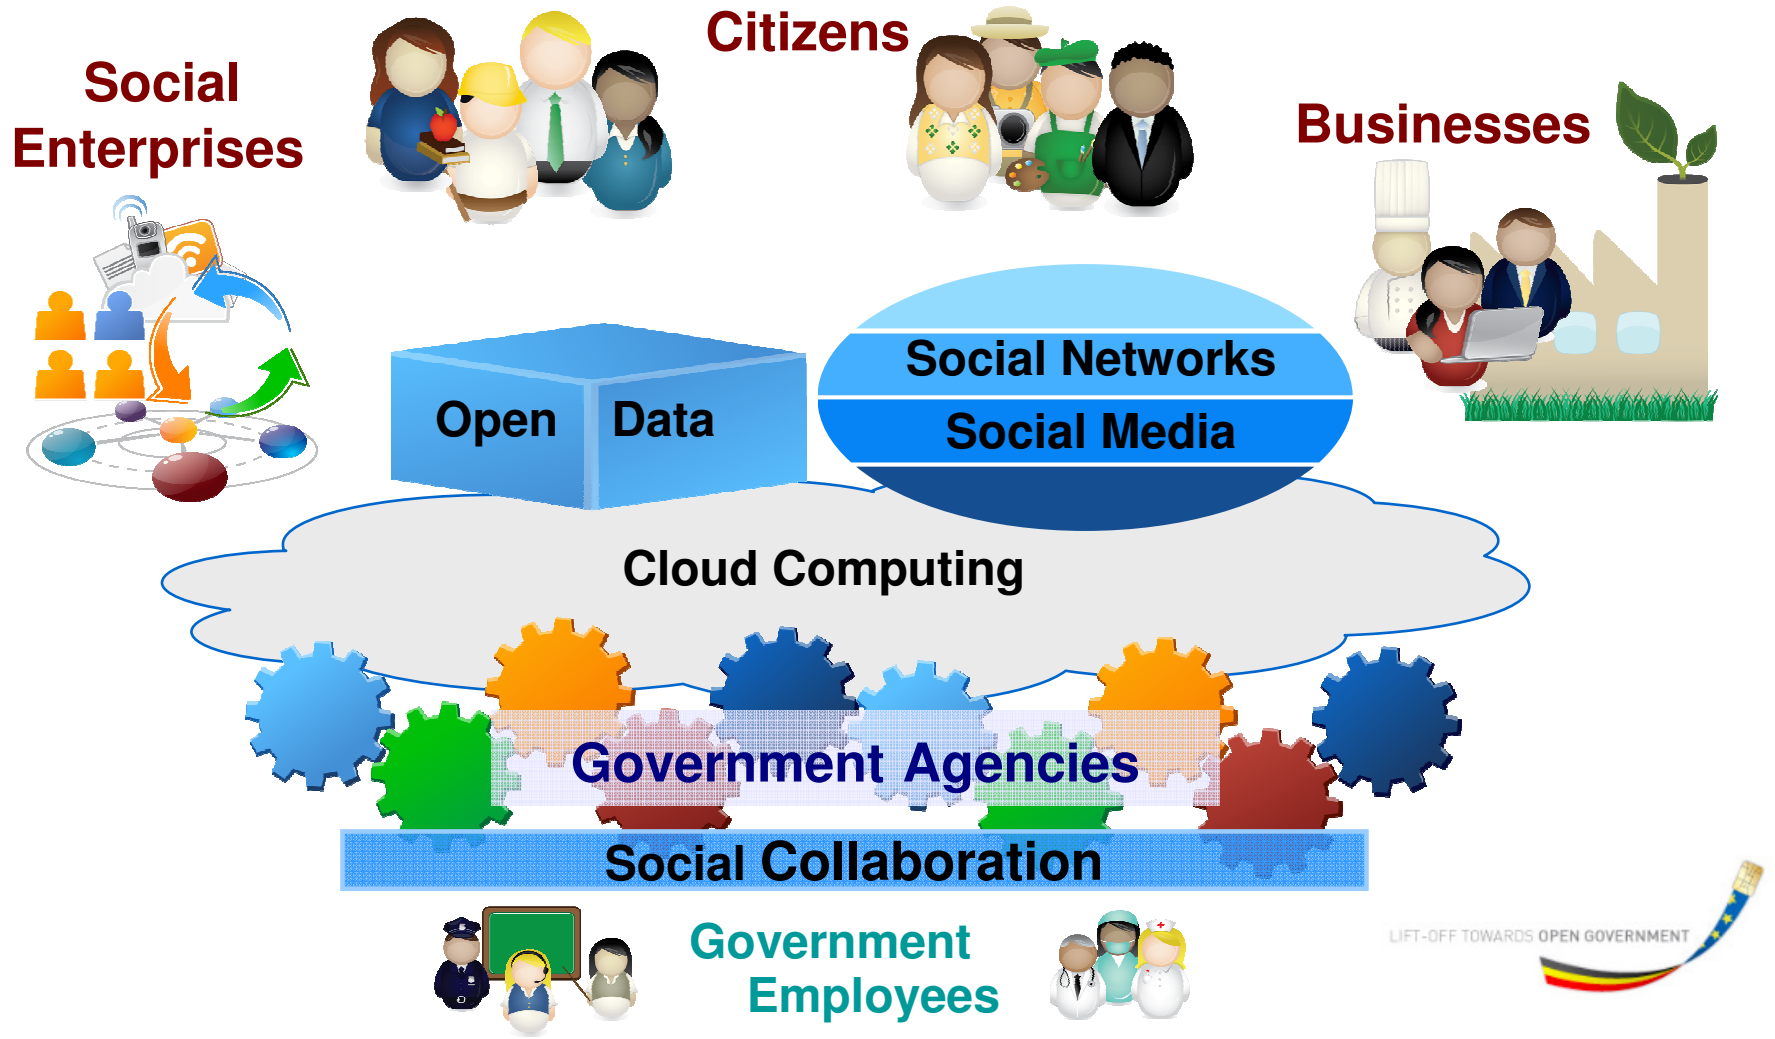 Citizens
Social
Enterprises
Businesses
Social Networks
Open Data
Social Media
Cloud Computing
Government Agencies
Social Collaboration
Government
Employees
LIFT-OFF TOWARDS OPEN GOVERNMENT